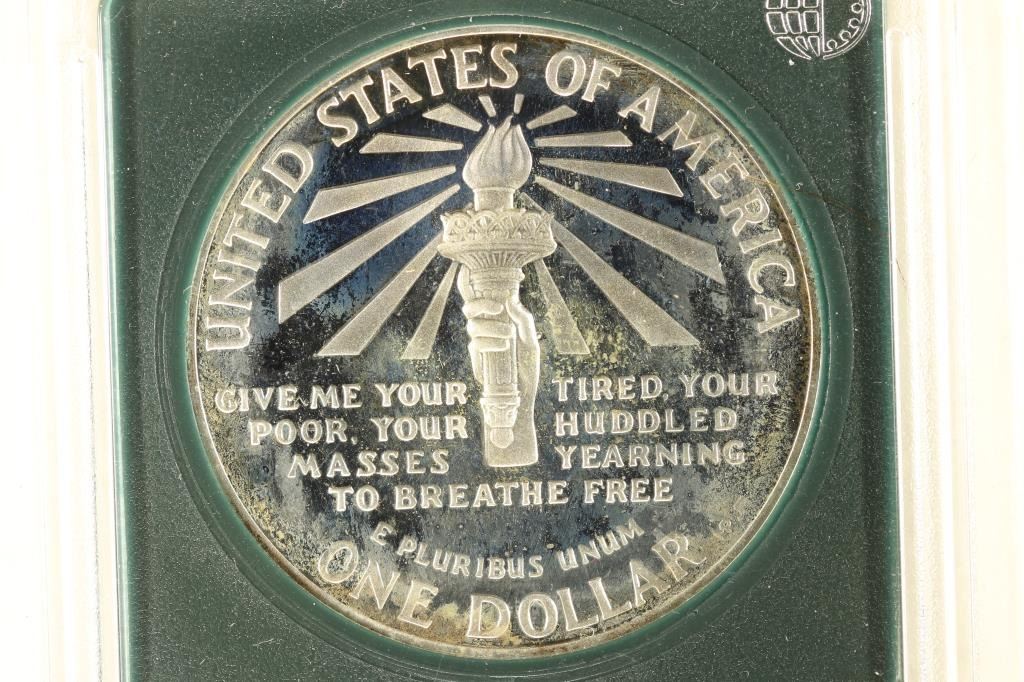 UNITED STATES OF AMERICA
GIVE ME YOUR TIRED, YOUR
POOR, YOUR HUDDLED
MASSES YEARNING
TO BREATHE FREE
E PLURIBUS UNUM
ONE DOLLAR